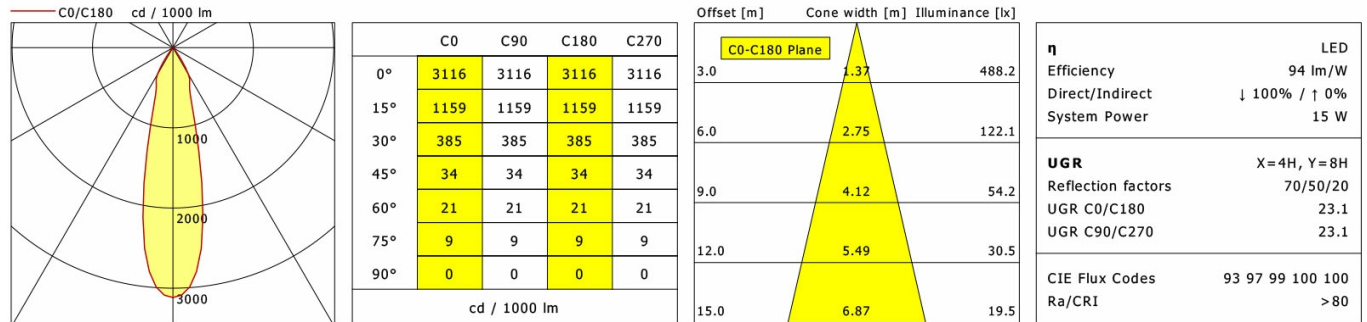 C0/C180 cd / 1000 lm
1000
2000
3000
C0 C90 C180 C270
0° 3116 3116 3116 3116
15° 1159 1159 1159 1159
30° 385 385 385 385
45° 34 34 34 34
60° 21 21 21 21
75° 9 9 9 9
90° 0 0 0 0
cd / 1000 lm
Offset [m] Cone width [m] Illuminance [lx]
C0-C180 Plane
3.0 1.37 488.2
6.0 2.75 122.1
9.0 4.12 54.2
12.0 5.49 30.5
15.0 6.87 19.5
η LED
Efficiency 94 lm/W
Direct/Indirect ↓ 100% / ↑ 0%
System Power 15 W
UGR X=4H, Y=8H
Reflection factors 70/50/20
UGR C0/C180 23.1
UGR C90/C270 23.1
CIE Flux Codes 93 97 99 100 100
Ra/CRI >80